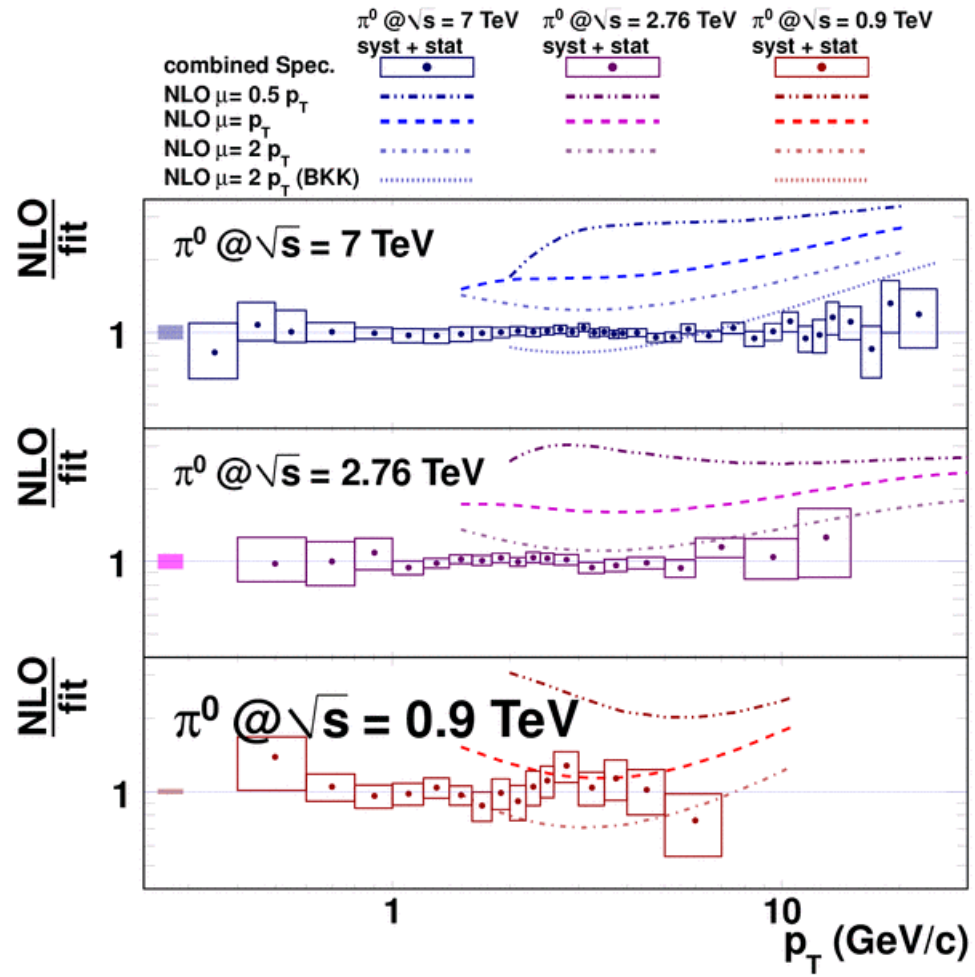 π⁰ @√s = 7 TeV π⁰ @√s = 2.76 TeV π⁰ @√s = 0.9 TeV
syst + stat syst + stat syst + stat
combined Spec.
NLO μ= 0.5 p_T
NLO μ= p_T
NLO μ= 2 p_T
NLO μ= 2 p_T (BKK)
NLO
fit
π⁰ @√s = 7 TeV
1
NLO
fit
π⁰ @√s = 2.76 TeV
1
NLO
fit
π⁰ @√s = 0.9 TeV
1
1 10
p_T (GeV/c)